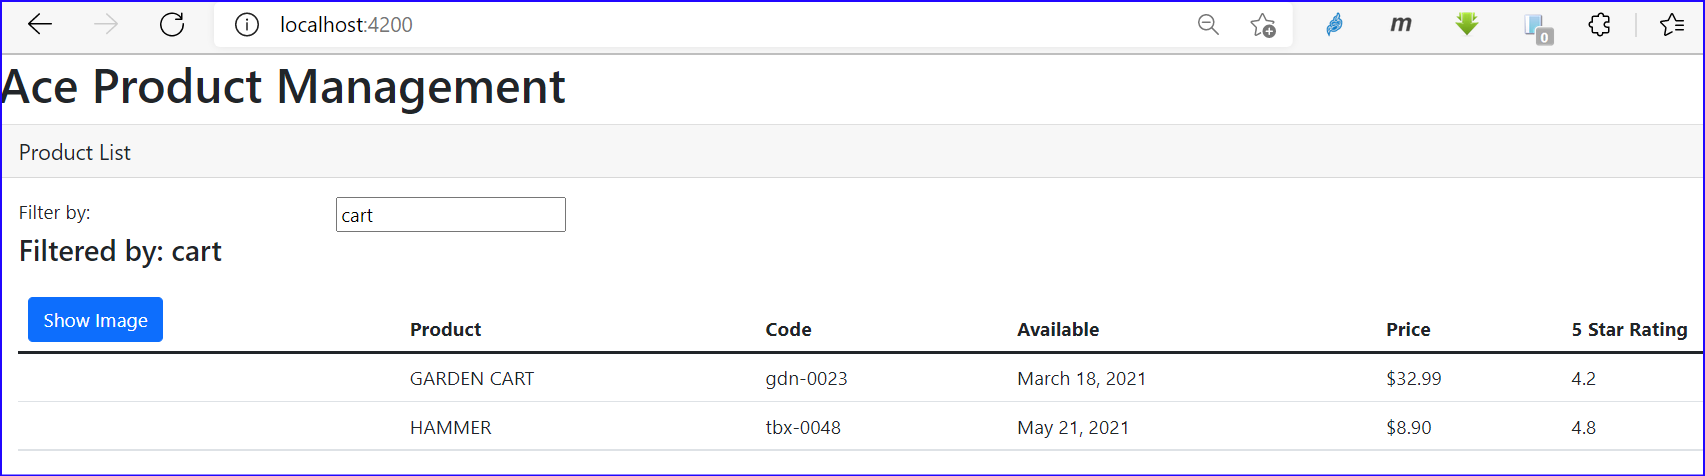 localhost:4200
m
0
Ace Product Management
Product List
Filter by: cart
Filtered by: cart
Show Image Product Code Available Price 5 Star Rating
GARDEN CART gdn-0023 March 18, 2021 $32.99 4.2
HAMMER tbx-0048 May 21, 2021 $8.90 4.8